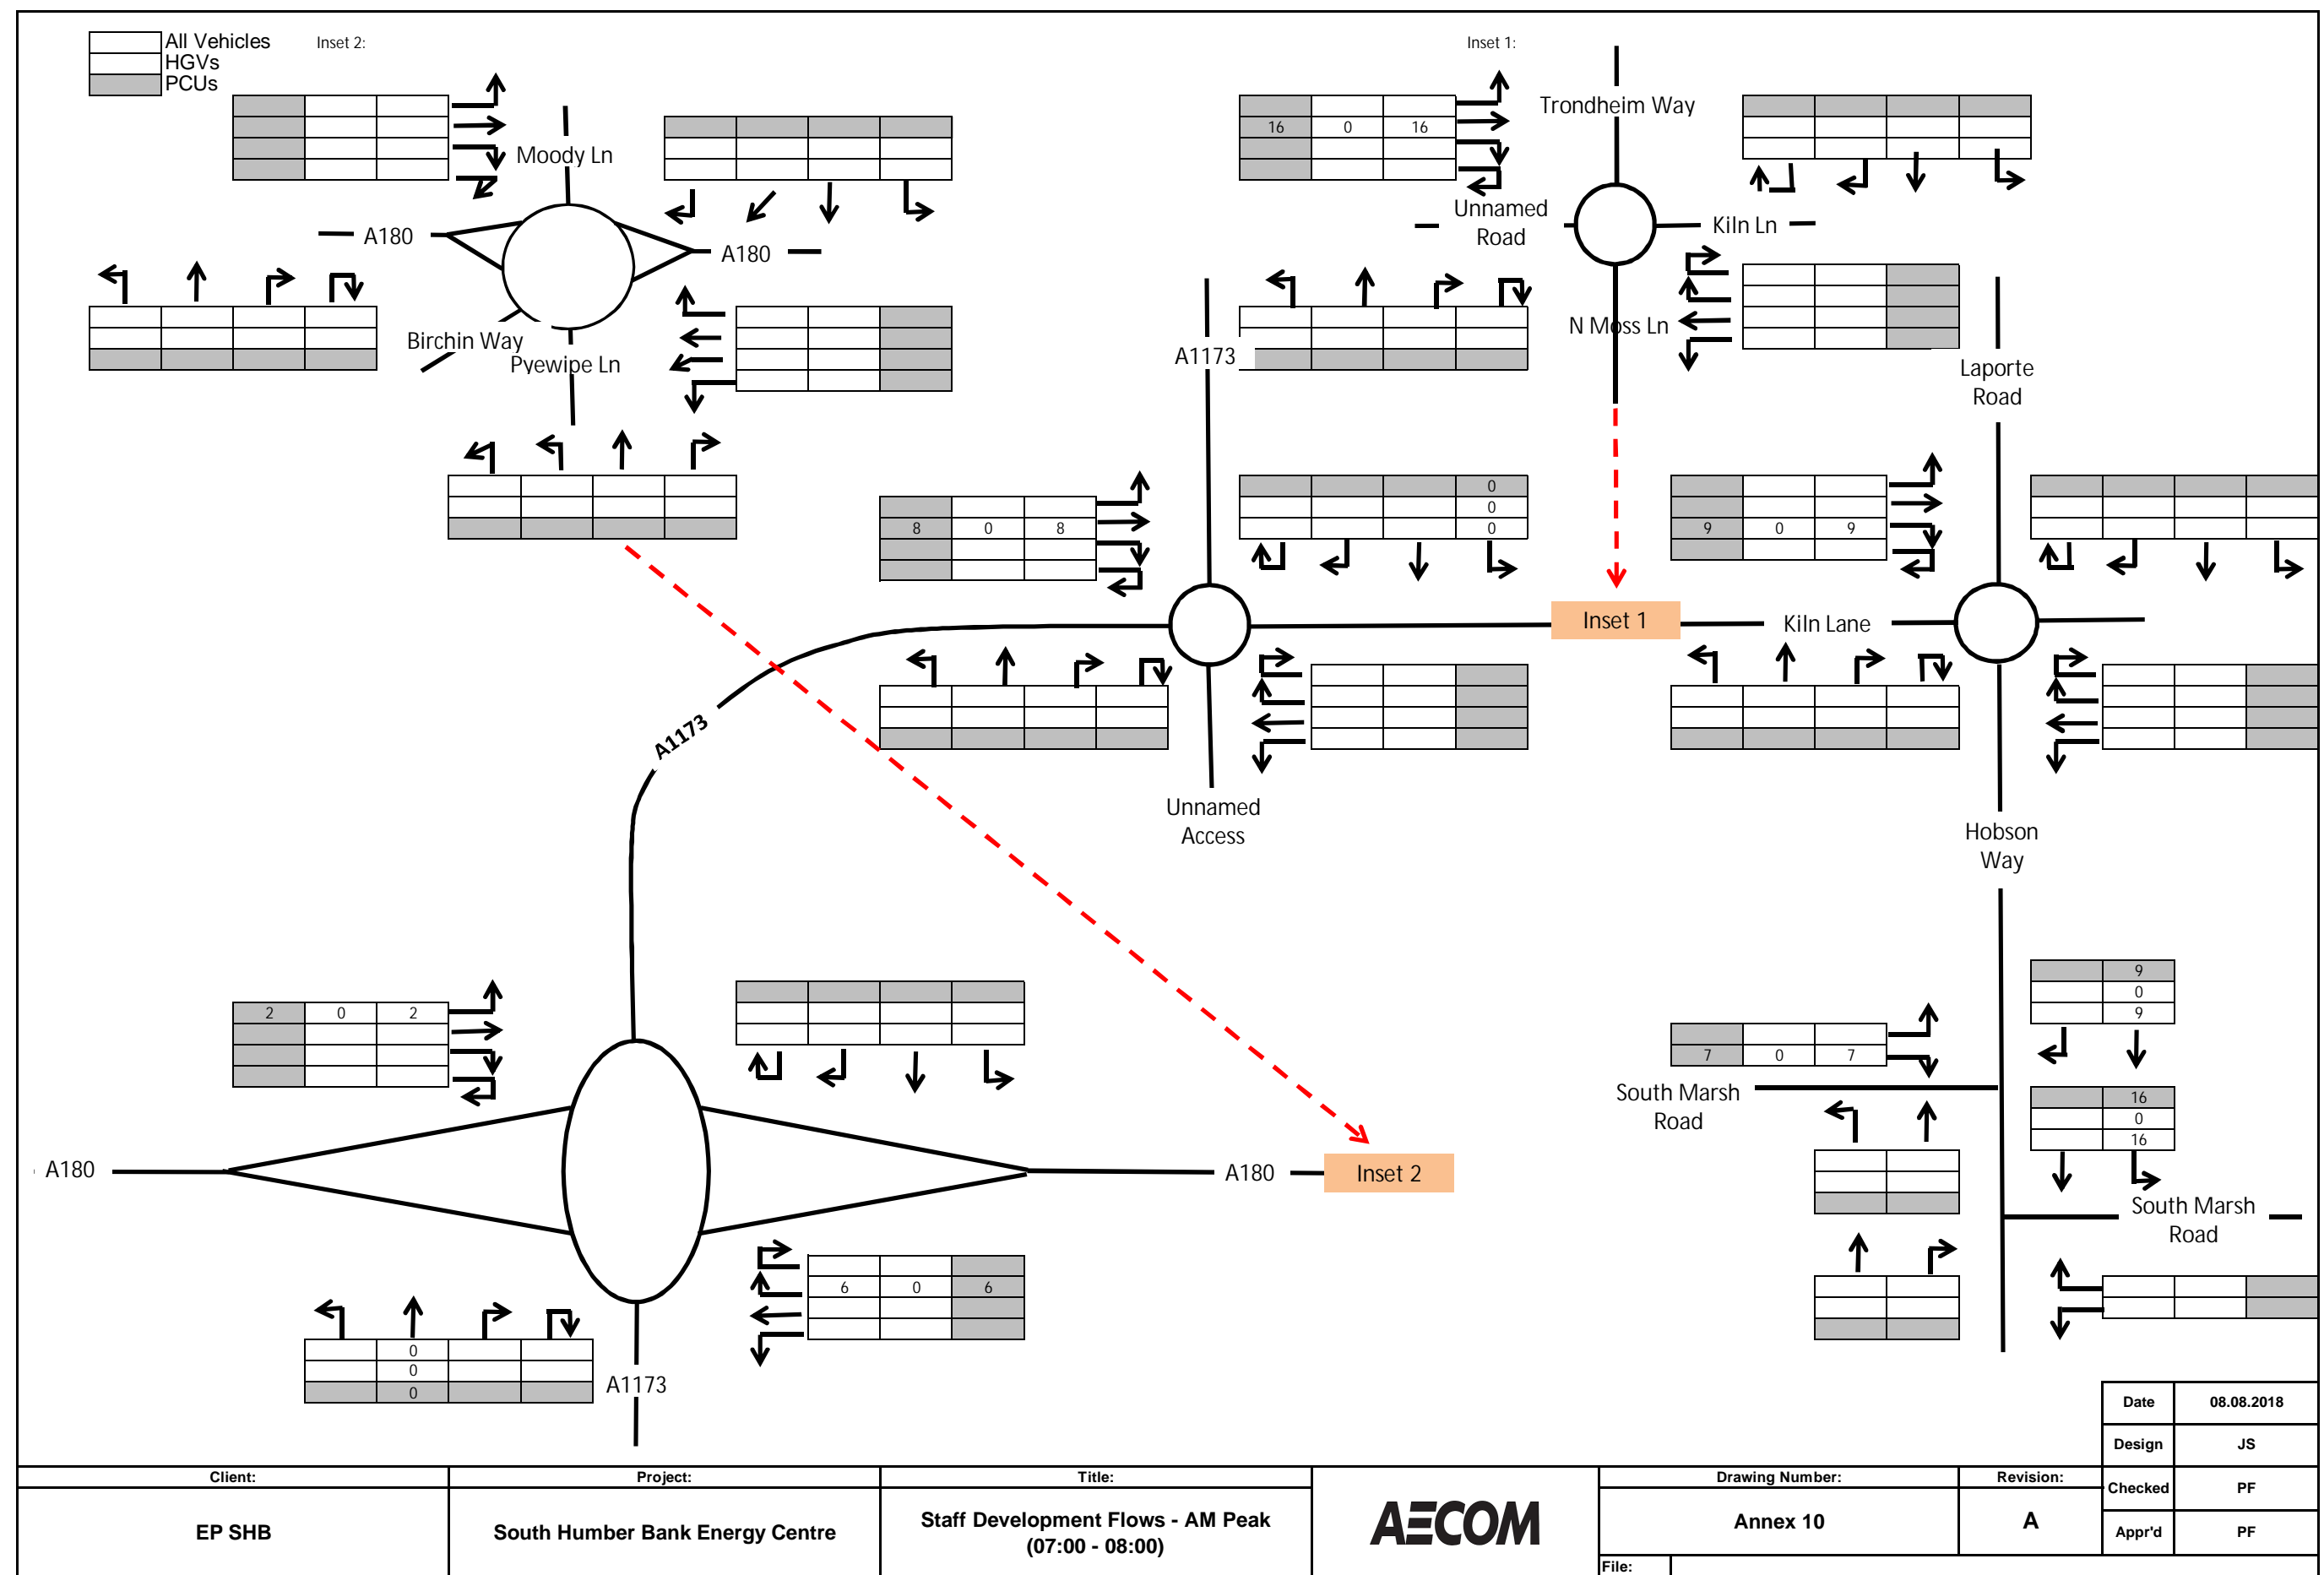 All Vehicles
HGVs
PCUs
Inset 2:
Inset 1:
Moody Ln
A180
A180
Birchin Way
Pyewipe Ln
16 0 16
Trondheim Way
Unnamed
Road
Kiln Ln
N Moss Ln
A1173
Laporte
Road
8 0 8
0
0
0
9 0 9
Inset 1
Kiln Lane
A1173
Unnamed
Access
Hobson
Way
2 0 2
9
0
9
7 0 7
South Marsh
Road
16
0
16
A180
A180
Inset 2
South Marsh
Road
6 0 6
0
0
0
A1173
Date 08.08.2018
Design JS
Checked PF
Appr'd PF
Client:
EP SHB
Project:
South Humber Bank Energy Centre
Title:
Staff Development Flows - AM Peak
(07:00 - 08:00)
AECOM
Drawing Number:
Annex 10
Revision:
A
File: